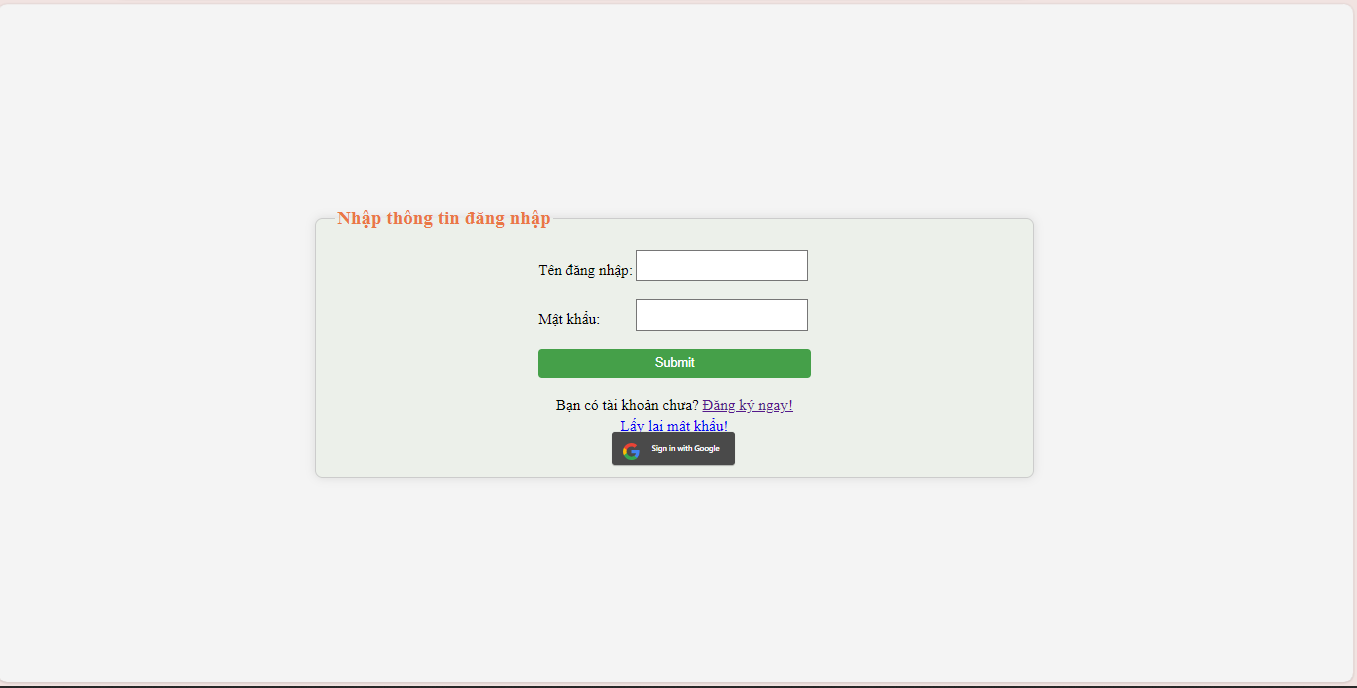 Nhập thông tin đăng nhập
Tên đăng nhập:
Mật khẩu:
Submit
Bạn có tài khoản chưa? Đăng ký ngay!
Lấy lại mật khẩu!
Sign in with Google